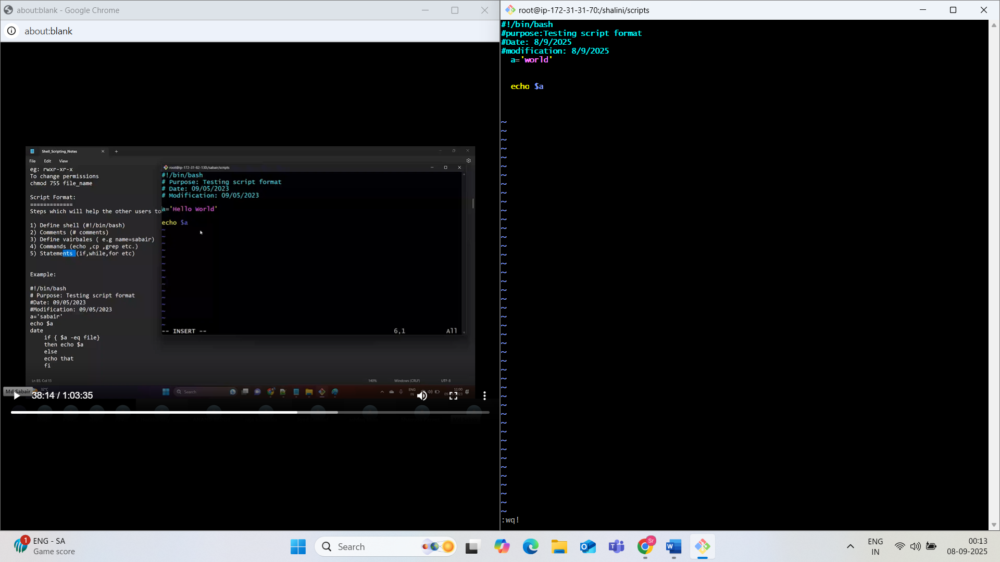 about:blank - Google Chrome
about:blank
Shell_Scripting_Notes
File Edit View
eg: rwxr-xr-x
To change permissions
chmod 755 file_name
Script Format:
=============
Steps which will help the other users to
1) Define shell (#!/bin/bash)
2) Comments (# comments)
3) Define vairbales ( e.g name=sabair)
4) Commands (echo ,cp ,grep etc.)
5) Statements (if,while,for etc)
Example:
#!/bin/bash
# Purpose: Testing script format
#Date: 09/05/2023
#Modification: 09/05/2023
a='sabair'
echo $a
date
if { $a -eq file}
then echo $a
else
echo that
fi
Ln 85, Col 15 140% Windows (CRLF) UTF-8
root@ip-172-31-82-130:/sabair/scripts
#!/bin/bash
# Purpose: Testing script format
# Date: 09/05/2023
# Modification: 09/05/2023
a='Hello World'
echo $a
-- INSERT -- 6,1 All
Md Sabair
32°C
Search
ENG
IN
11:00
38:14 / 1:03:35
root@ip-172-31-31-70:/shalini/scripts
#!/bin/bash
#purpose:Testing script format
#Date: 8/9/2025
#modification: 8/9/2025
a='world'
echo $a
:wq!
1
ENG - SA
Game score
Search
Sr
ENG
IN
00:13
08-09-2025